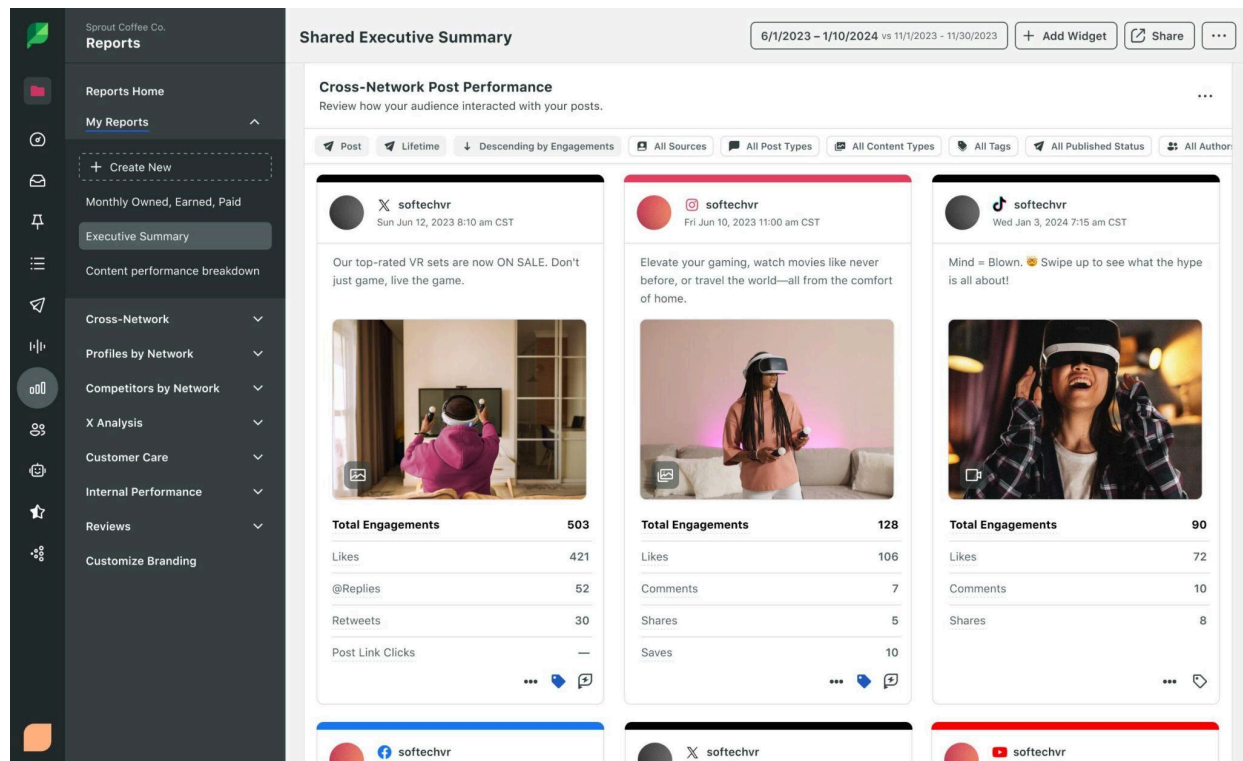 Sprout Coffee Co.
Reports
Reports Home
My Reports
+ Create New
Monthly Owned, Earned, Paid
Executive Summary
Content performance breakdown
Cross-Network
Profiles by Network
Competitors by Network
X Analysis
Customer Care
Internal Performance
Reviews
Customize Branding
Shared Executive Summary
6/1/2023 – 1/10/2024 vs 11/1/2023 - 11/30/2023
+ Add Widget
Share
Cross-Network Post Performance
Review how your audience interacted with your posts.
Post
Lifetime
Descending by Engagements
All Sources
All Post Types
All Content Types
All Tags
All Published Status
All Author
softechvr
Sun Jun 12, 2023 8:10 am CST
Our top-rated VR sets are now ON SALE. Don't
just game, live the game.
Total Engagements 503
Likes 421
@Replies 52
Retweets 30
Post Link Clicks —
softechvr
Fri Jun 10, 2023 11:00 am CST
Elevate your gaming, watch movies like never
before, or travel the world—all from the comfort
of home.
Total Engagements 128
Likes 106
Comments 7
Shares 5
Saves 10
softechvr
Wed Jan 3, 2024 7:15 am CST
Mind = Blown. 🤯 Swipe up to see what the hype
is all about!
Total Engagements 90
Likes 72
Comments 10
Shares 8
softechvr
softechvr
softechvr